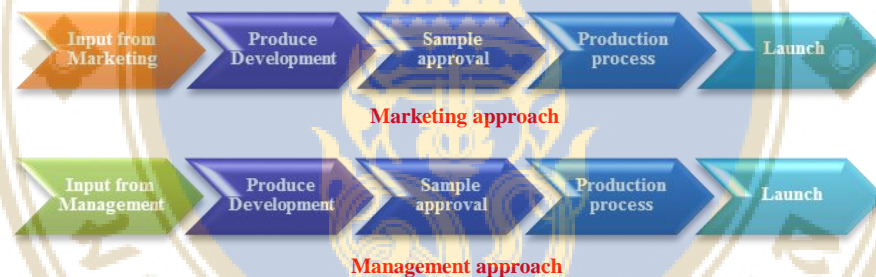 Input from Produce Sample Production Launch
Marketing Development approval process
Marketing approach
Input from Produce Sample Production Launch
Management Development approval process
Management approach